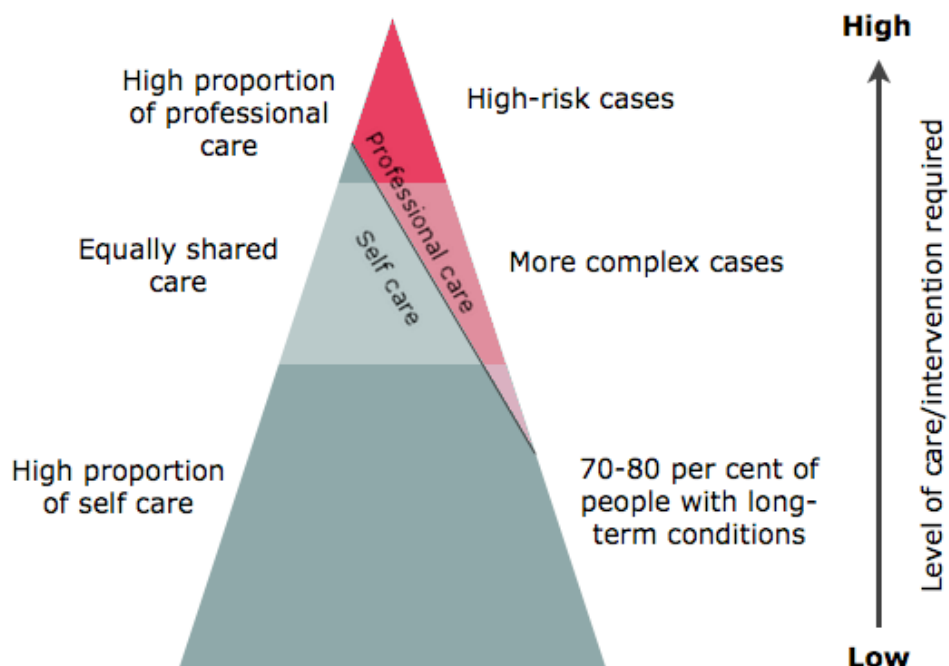 High
High proportion
of professional
care
High-risk cases
Professional care
Self care
Equally shared
care
More complex cases
High proportion
of self care
70-80 per cent of
people with long-
term conditions
Level of care/intervention required
Low